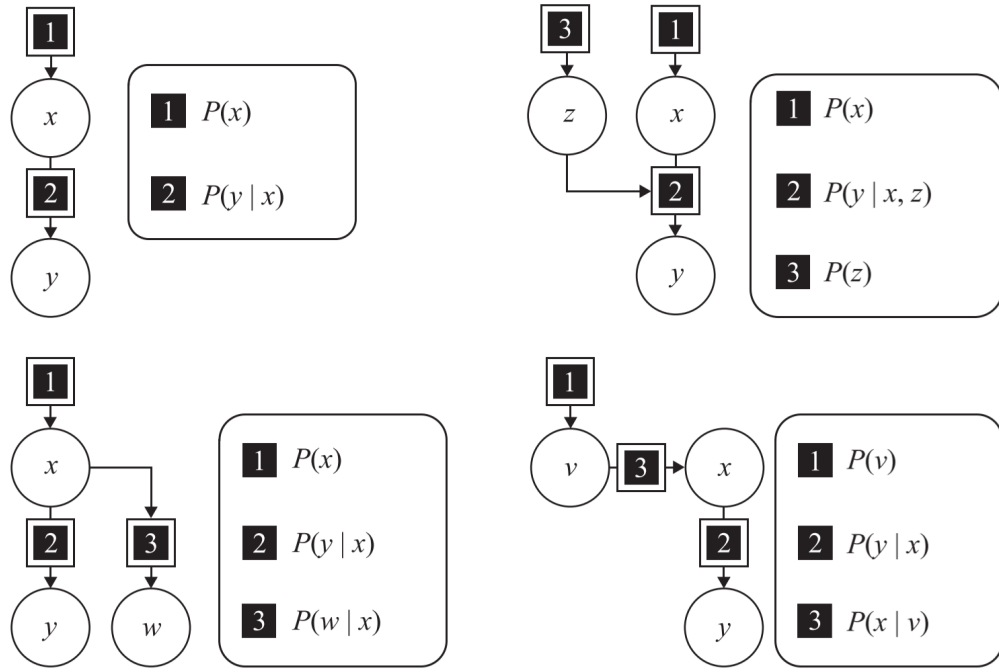 1
x
2
y
1 P(x)
2 P(y | x)
3 1
z x
2
y
1 P(x)
2 P(y | x, z)
3 P(z)
1
x
2 3
y w
1 P(x)
2 P(y | x)
3 P(w | x)
1
v 3 x
2
y
1 P(v)
2 P(y | x)
3 P(x | v)